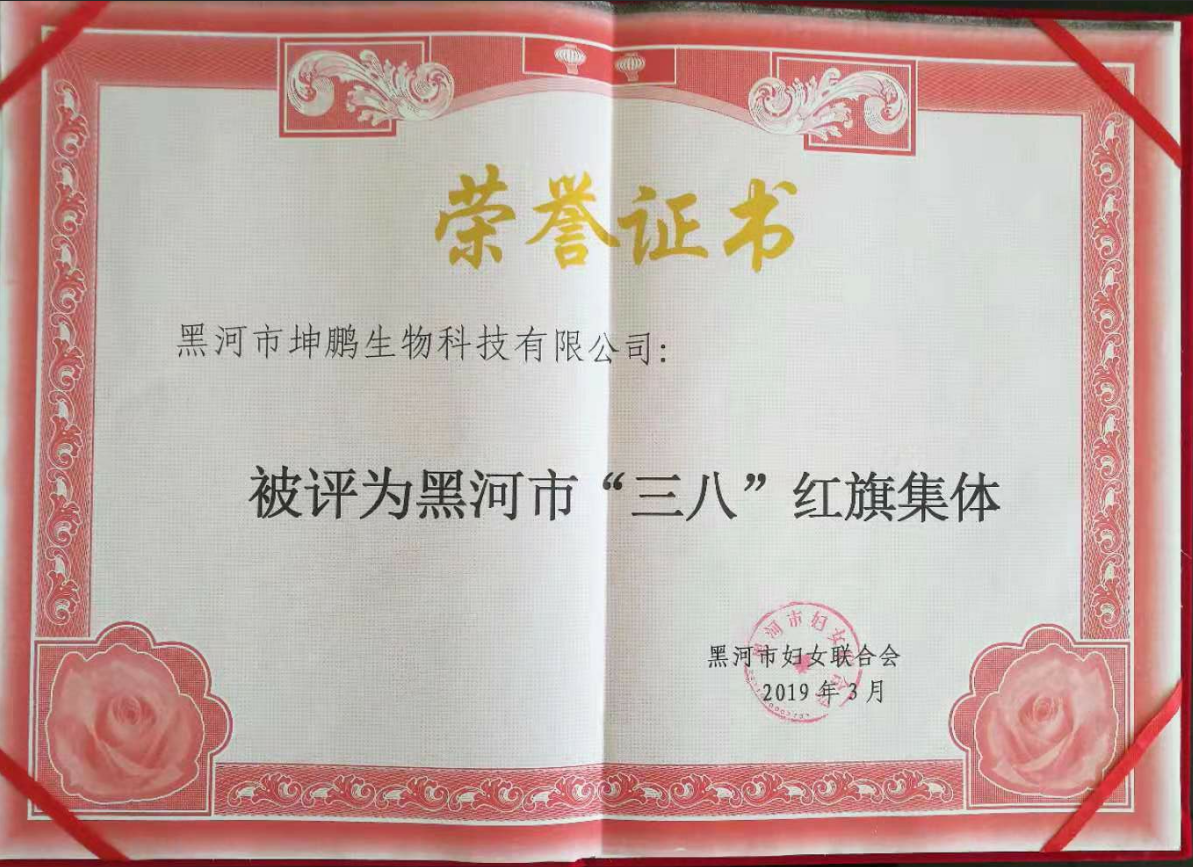 荣誉证书
黑河市坤鹏生物科技有限公司:
被评为黑河市“三八”红旗集体
黑河市妇女联合会
2019年3月